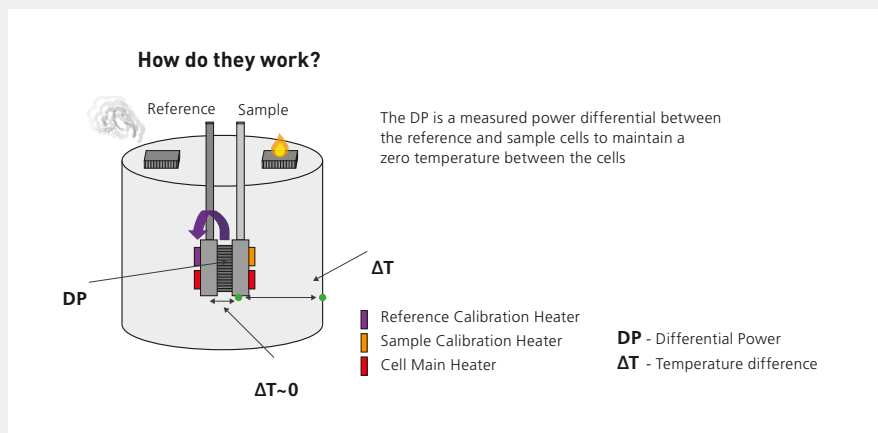 How do they work?
Reference
Sample
The DP is a measured power differential between
the reference and sample cells to maintain a
zero temperature between the cells
ΔT
DP
Reference Calibration Heater
Sample Calibration Heater
Cell Main Heater
DP - Differential Power
ΔT - Temperature difference
ΔT~0